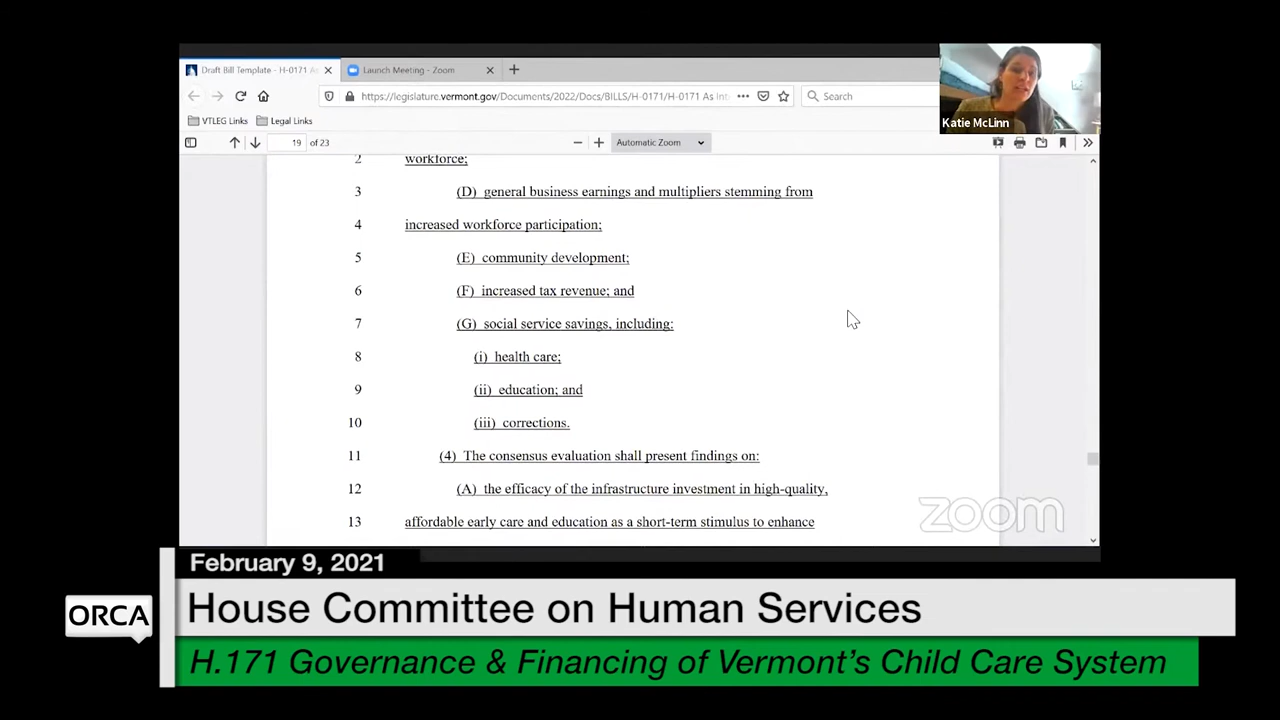 Draft Bill Template - H-0171 As
Launch Meeting - Zoom
https://legislature.vermont.gov/Documents/2022/Docs/BILLS/H-0171/H-0171 As Int
Search
VTLEG Links
Legal Links
Katie McLinn
19 of 23
Automatic Zoom
2 workforce;
3 (D) general business earnings and multipliers stemming from
4 increased workforce participation;
5 (E) community development;
6 (F) increased tax revenue; and
7 (G) social service savings, including:
8 (i) health care;
9 (ii) education; and
10 (iii) corrections.
11 (4) The consensus evaluation shall present findings on:
12 (A) the efficacy of the infrastructure investment in high-quality,
13 affordable early care and education as a short-term stimulus to enhance
zoom
February 9, 2021
ORCA
House Committee on Human Services
H.171 Governance & Financing of Vermont's Child Care System